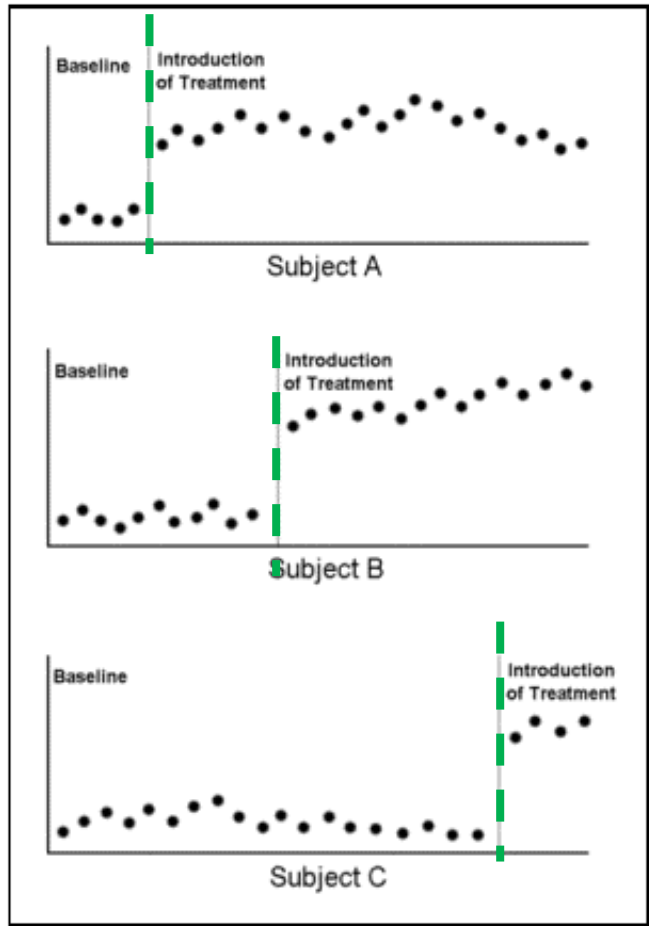 Baseline
Introduction
of Treatment
Subject A
Baseline
Introduction
of Treatment
Subject B
Baseline
Introduction
of Treatment
Subject C